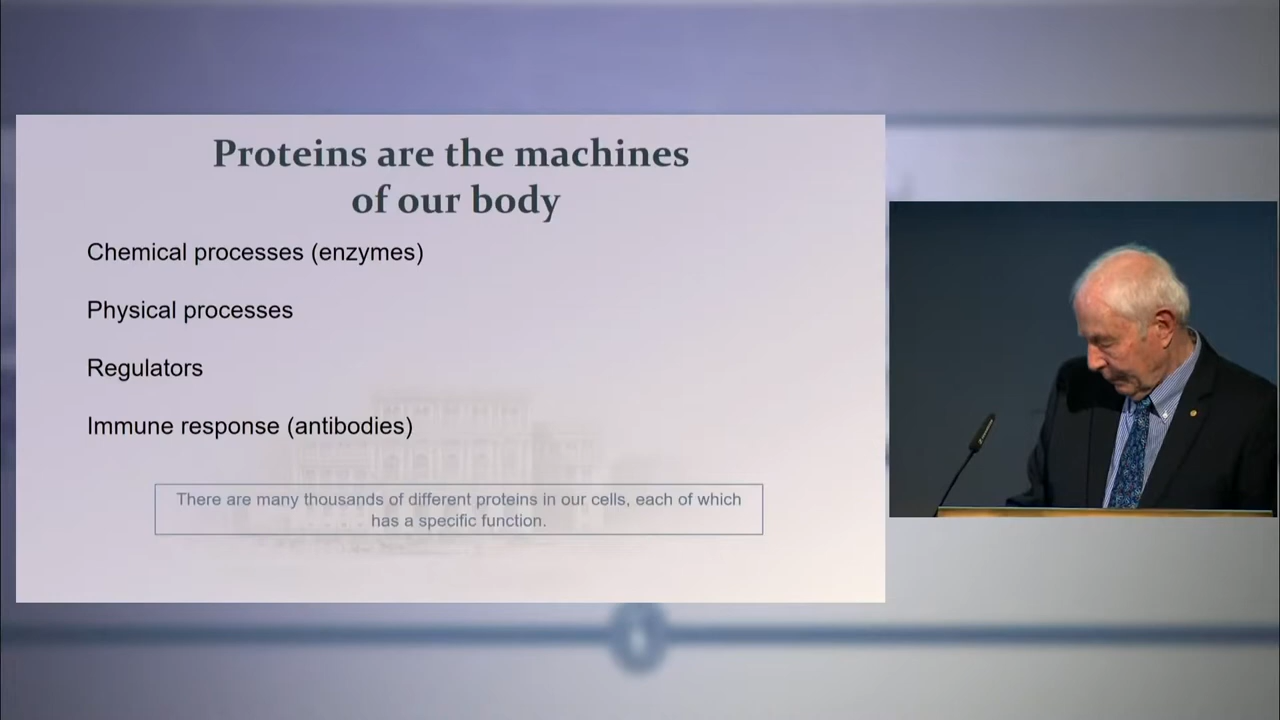 Proteins are the machines
of our body
Chemical processes (enzymes)
Physical processes
Regulators
Immune response (antibodies)
There are many thousands of different proteins in our cells, each of which
has a specific function.